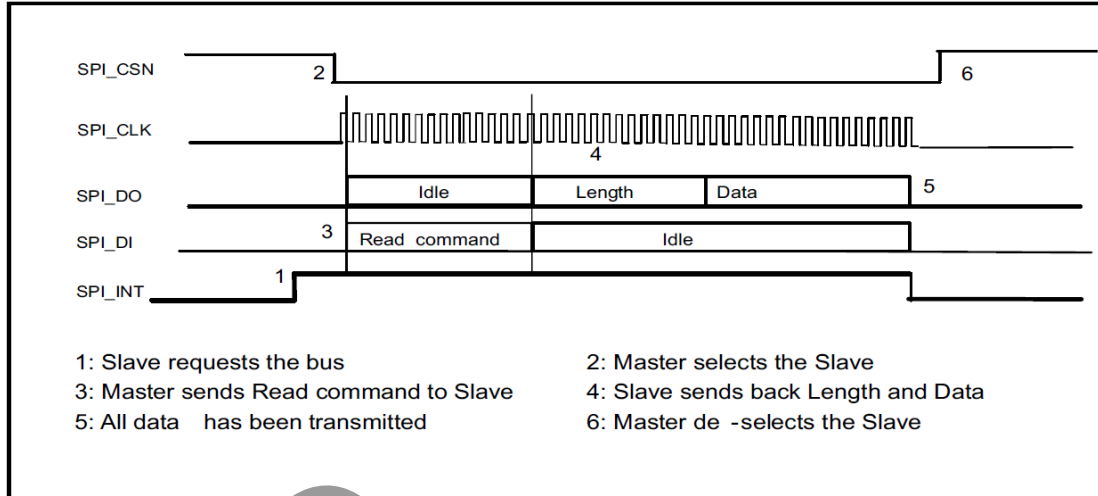 SPI_CSN 2 6
SPI_CLK 4
SPI_DO Idle Length Data 5
SPI_DI 3 Read command Idle
SPI_INT 1
1: Slave requests the bus 2: Master selects the Slave
3: Master sends Read command to Slave 4: Slave sends back Length and Data
5: All data has been transmitted 6: Master de -selects the Slave